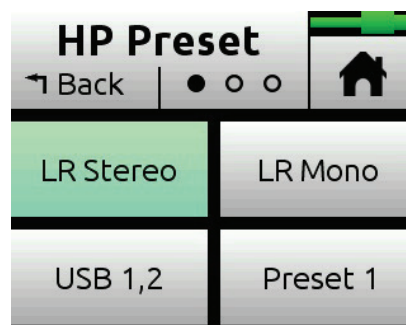 HP Preset
Back
LR Stereo
LR Mono
USB 1,2
Preset 1